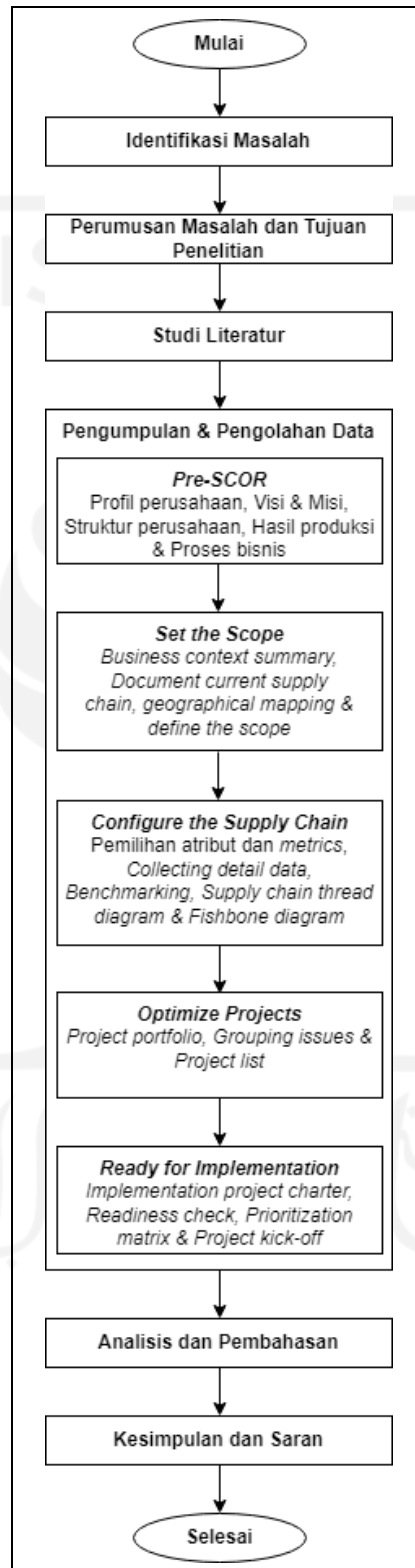 Mulai
Identifikasi Masalah
Perumusan Masalah dan Tujuan
Penelitian
Studi Literatur
Pengumpulan & Pengolahan Data
Pre-SCOR
Profil perusahaan, Visi & Misi,
Struktur perusahaan, Hasil produksi
& Proses bisnis
Set the Scope
Business context summary,
Document current supply
chain, geographical mapping &
define the scope
Configure the Supply Chain
Pemilihan atribut dan metrics,
Collecting detail data,
Benchmarking, Supply chain thread
diagram & Fishbone diagram
Optimize Projects
Project portfolio, Grouping issues &
Project list
Ready for Implementation
Implementation project charter,
Readiness check, Prioritization
matrix & Project kick-off
Analisis dan Pembahasan
Kesimpulan dan Saran
Selesai